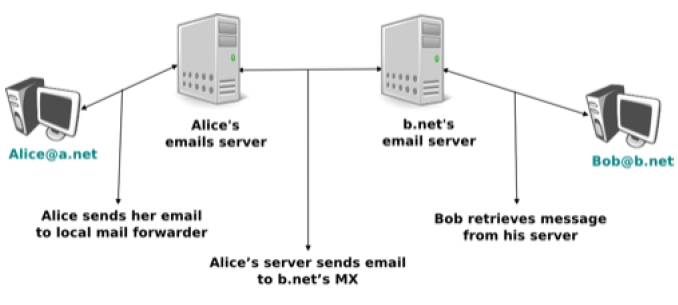 Alice's
emails server
b.net's
email server
Alice@a.net
Bob@b.net
Alice sends her email
to local mail forwarder
Bob retrieves message
from his server
Alice’s server sends email
to b.net’s MX